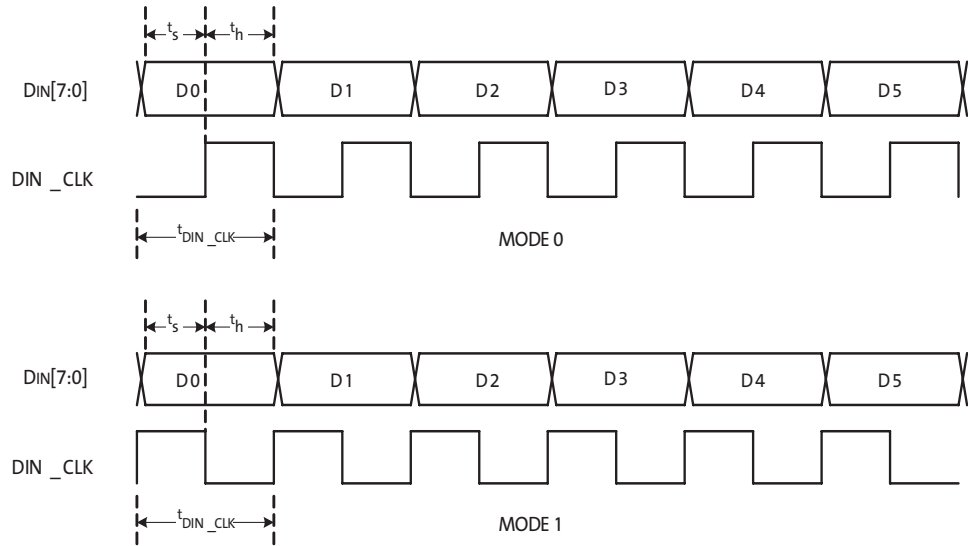 ts th
DIN[7:0] D0 D1 D2 D3 D4 D5
DIN _CLK
tDIN _CLK MODE 0
ts th
DIN[7:0] D0 D1 D2 D3 D4 D5
DIN _CLK
tDIN _CLK MODE 1